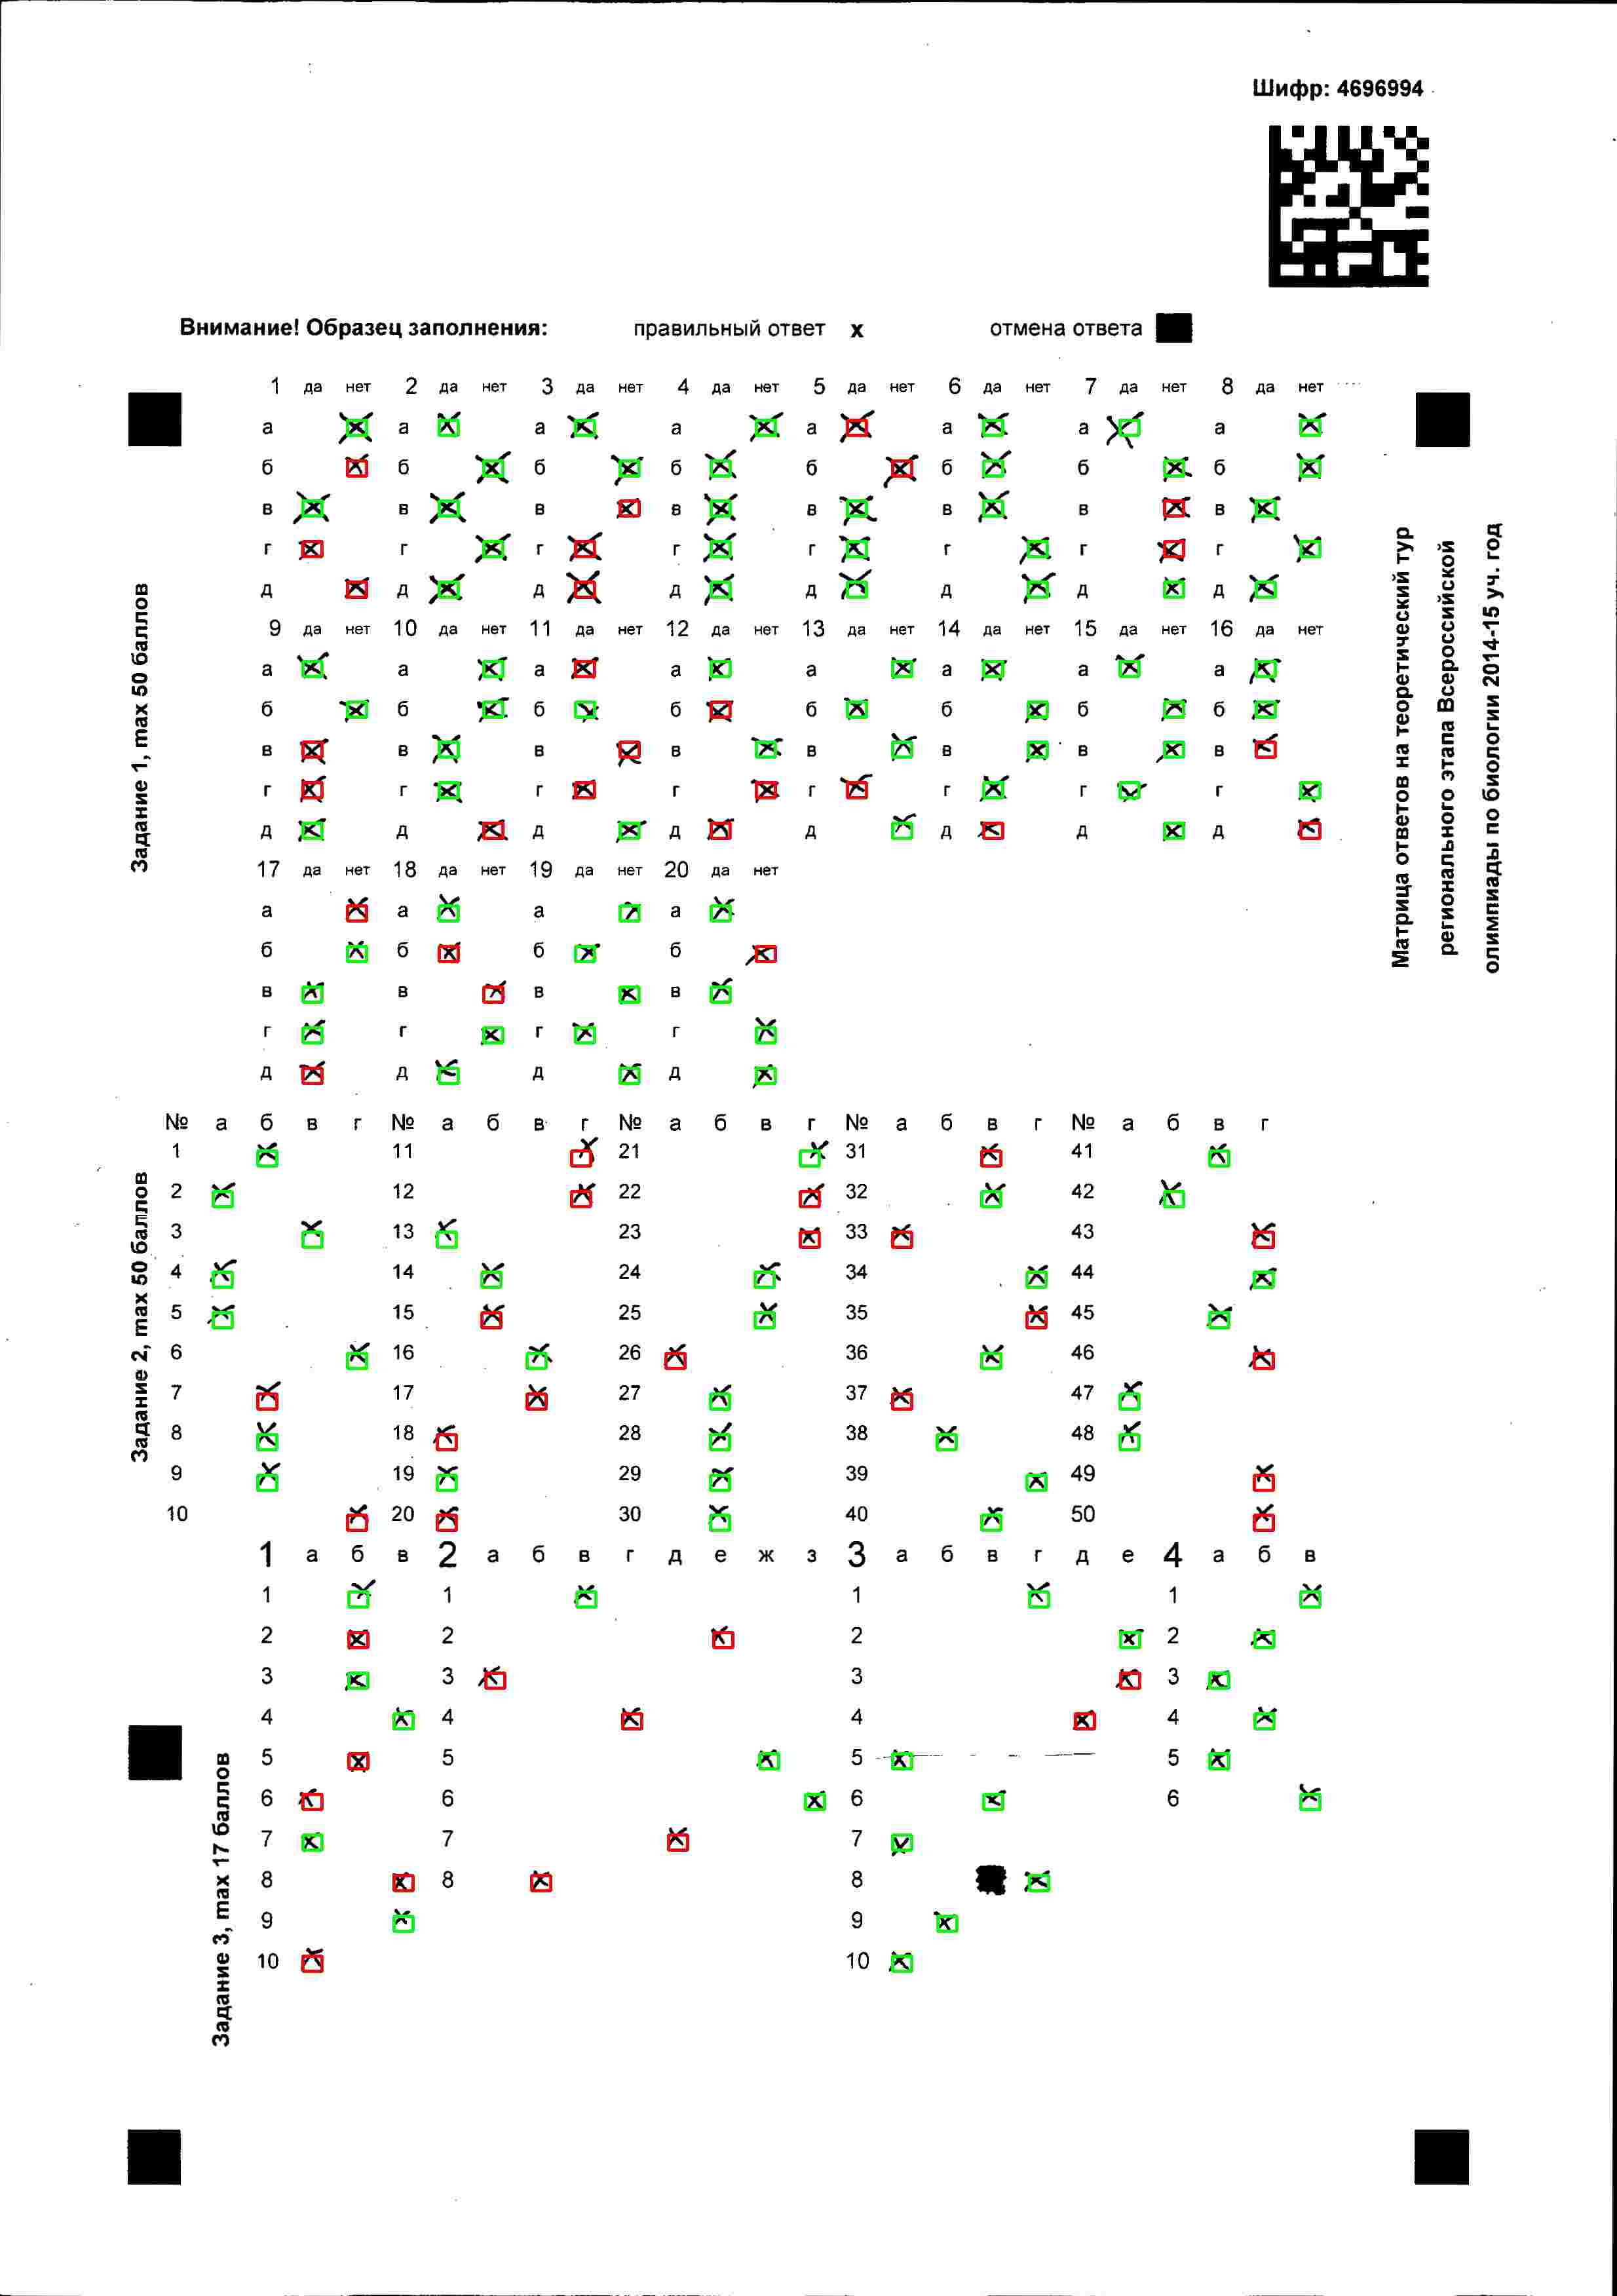 Шифр: 4696994
Внимание! Образец заполнения: правильный ответ х отмена ответа
1 да нет 2 да нет 3 да нет 4 да нет 5 да нет 6 да нет 7 да нет 8 да нет
а а а а а а а а
б б б б б б б б
в в в в в в в в
г г г г г г г г
д д д д д д д д
9 да нет 10 да нет 11 да нет 12 да нет 13 да нет 14 да нет 15 да нет 16 да нет
а а а а а а а а
б б б б б б б б
в в в в в в в в
г г г г г г г г
д д д д д д д д
17 да нет 18 да нет 19 да нет 20 да нет
а а а а
б б б б
в в в в
г г г г
д д д д
Задание 1, max 50 баллов
Матрица ответов на теоретический тур
регионального этапа Всероссийской
олимпиады по биологии 2014-15 уч. год
№ а б в г № а б в г № а б в г № а б в г № а б в г
1 11 21 31 41
2 12 22 32 42
3 13 23 33 43
4 14 24 34 44
5 15 25 35 45
6 16 26 36 46
7 17 27 37 47
8 18 28 38 48
9 19 29 39 49
10 20 30 40 50
Задание 2, max 50 баллов
1 а б в 2 а б в г д е ж з 3 а б в г д е 4 а б в
1 1 1 1
2 2 2 2
3 3 3 3
4 4 4 4
5 5 5 5
6 6 6 6
7 7 7
8 8 8
9 9
10 10
Задание 3, max 17 баллов